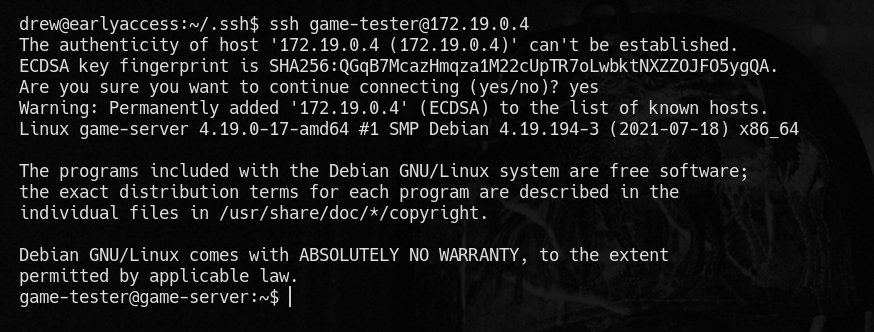 drew@earlyaccess:~/.ssh$ ssh game-tester@172.19.0.4
The authenticity of host '172.19.0.4 (172.19.0.4)' can't be established.
ECDSA key fingerprint is SHA256:QGqB7McazHmqza1M22cUpTR7oLwbktNXZZOJFO5ygQA.
Are you sure you want to continue connecting (yes/no)? yes
Warning: Permanently added '172.19.0.4' (ECDSA) to the list of known hosts.
Linux game-server 4.19.0-17-amd64 #1 SMP Debian 4.19.194-3 (2021-07-18) x86_64
The programs included with the Debian GNU/Linux system are free software;
the exact distribution terms for each program are described in the
individual files in /usr/share/doc/*/copyright.
Debian GNU/Linux comes with ABSOLUTELY NO WARRANTY, to the extent
permitted by applicable law.
game-tester@game-server:~$